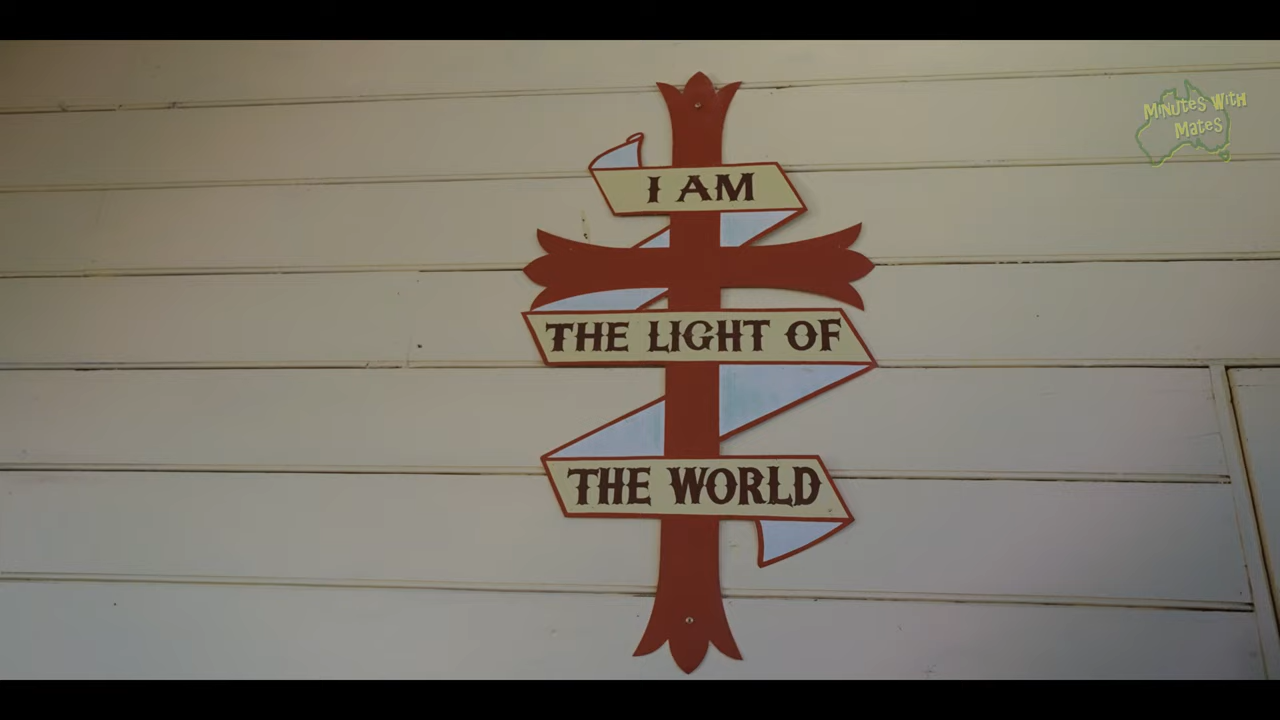 Minutes With
Mates
I AM
THE LIGHT OF
THE WORLD